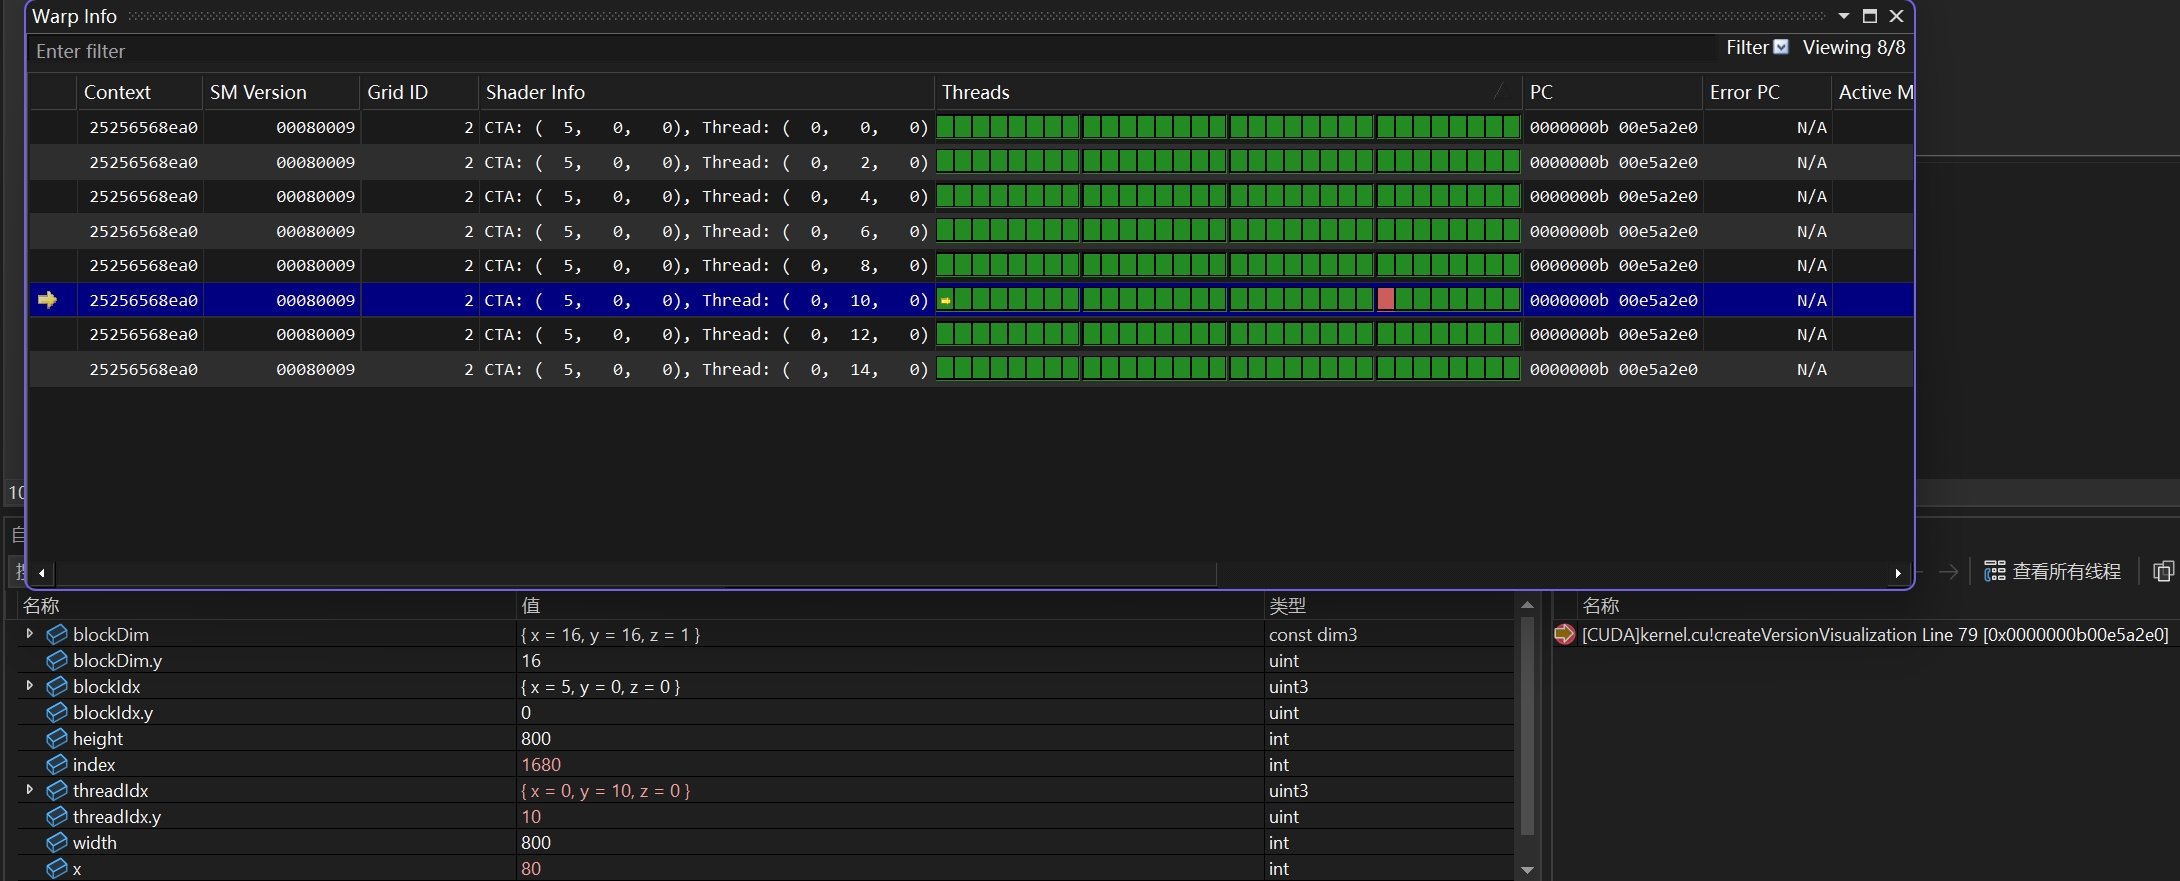 Warp Info
Enter filter Filter Viewing 8/8
Context SM Version Grid ID Shader Info Threads PC Error PC Active M
25256568ea0 00080009 2 CTA: ( 5, 0, 0), Thread: ( 0, 0, 0) 0000000b 00e5a2e0 N/A
25256568ea0 00080009 2 CTA: ( 5, 0, 0), Thread: ( 0, 2, 0) 0000000b 00e5a2e0 N/A
25256568ea0 00080009 2 CTA: ( 5, 0, 0), Thread: ( 0, 4, 0) 0000000b 00e5a2e0 N/A
25256568ea0 00080009 2 CTA: ( 5, 0, 0), Thread: ( 0, 6, 0) 0000000b 00e5a2e0 N/A
25256568ea0 00080009 2 CTA: ( 5, 0, 0), Thread: ( 0, 8, 0) 0000000b 00e5a2e0 N/A
25256568ea0 00080009 2 CTA: ( 5, 0, 0), Thread: ( 0, 10, 0) 0000000b 00e5a2e0 N/A
25256568ea0 00080009 2 CTA: ( 5, 0, 0), Thread: ( 0, 12, 0) 0000000b 00e5a2e0 N/A
25256568ea0 00080009 2 CTA: ( 5, 0, 0), Thread: ( 0, 14, 0) 0000000b 00e5a2e0 N/A
10
自
查看所有线程
名称 值 类型 名称
blockDim { x = 16, y = 16, z = 1 } const dim3 [CUDA]kernel.cu!createVersionVisualization Line 79 [0x0000000b00e5a2e0]
blockDim.y 16 uint
blockIdx { x = 5, y = 0, z = 0 } uint3
blockIdx.y 0 uint
height 800 int
index 1680 int
threadIdx { x = 0, y = 10, z = 0 } uint3
threadIdx.y 10 uint
width 800 int
x 80 int